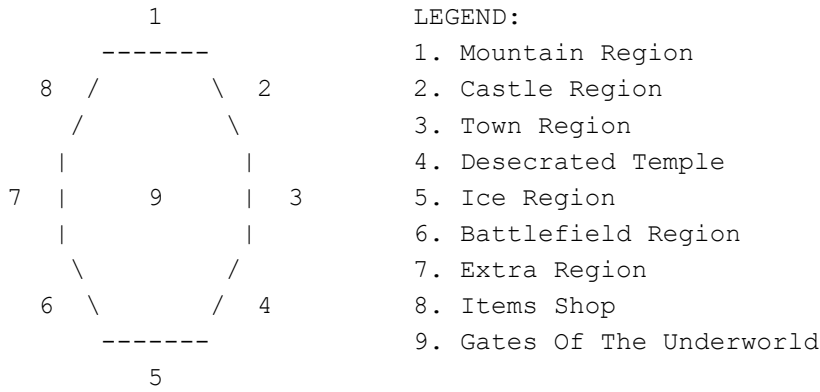 1 LEGEND:
------- 1. Mountain Region
8 / \ 2 2. Castle Region
/ \ 3. Town Region
| | 4. Desecrated Temple
7 | 9 | 3 5. Ice Region
| | 6. Battlefield Region
\ / 7. Extra Region
6 \ / 4 8. Items Shop
------- 9. Gates Of The Underworld
5